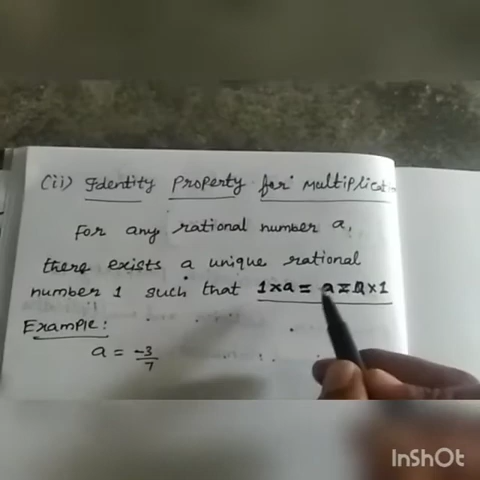 (ii) Identity Property for Multiplicati
For any rational number a,
there exists a unique rational
number 1 such that 1×a = a = a×1
Example:
a = -3/7
InShOt